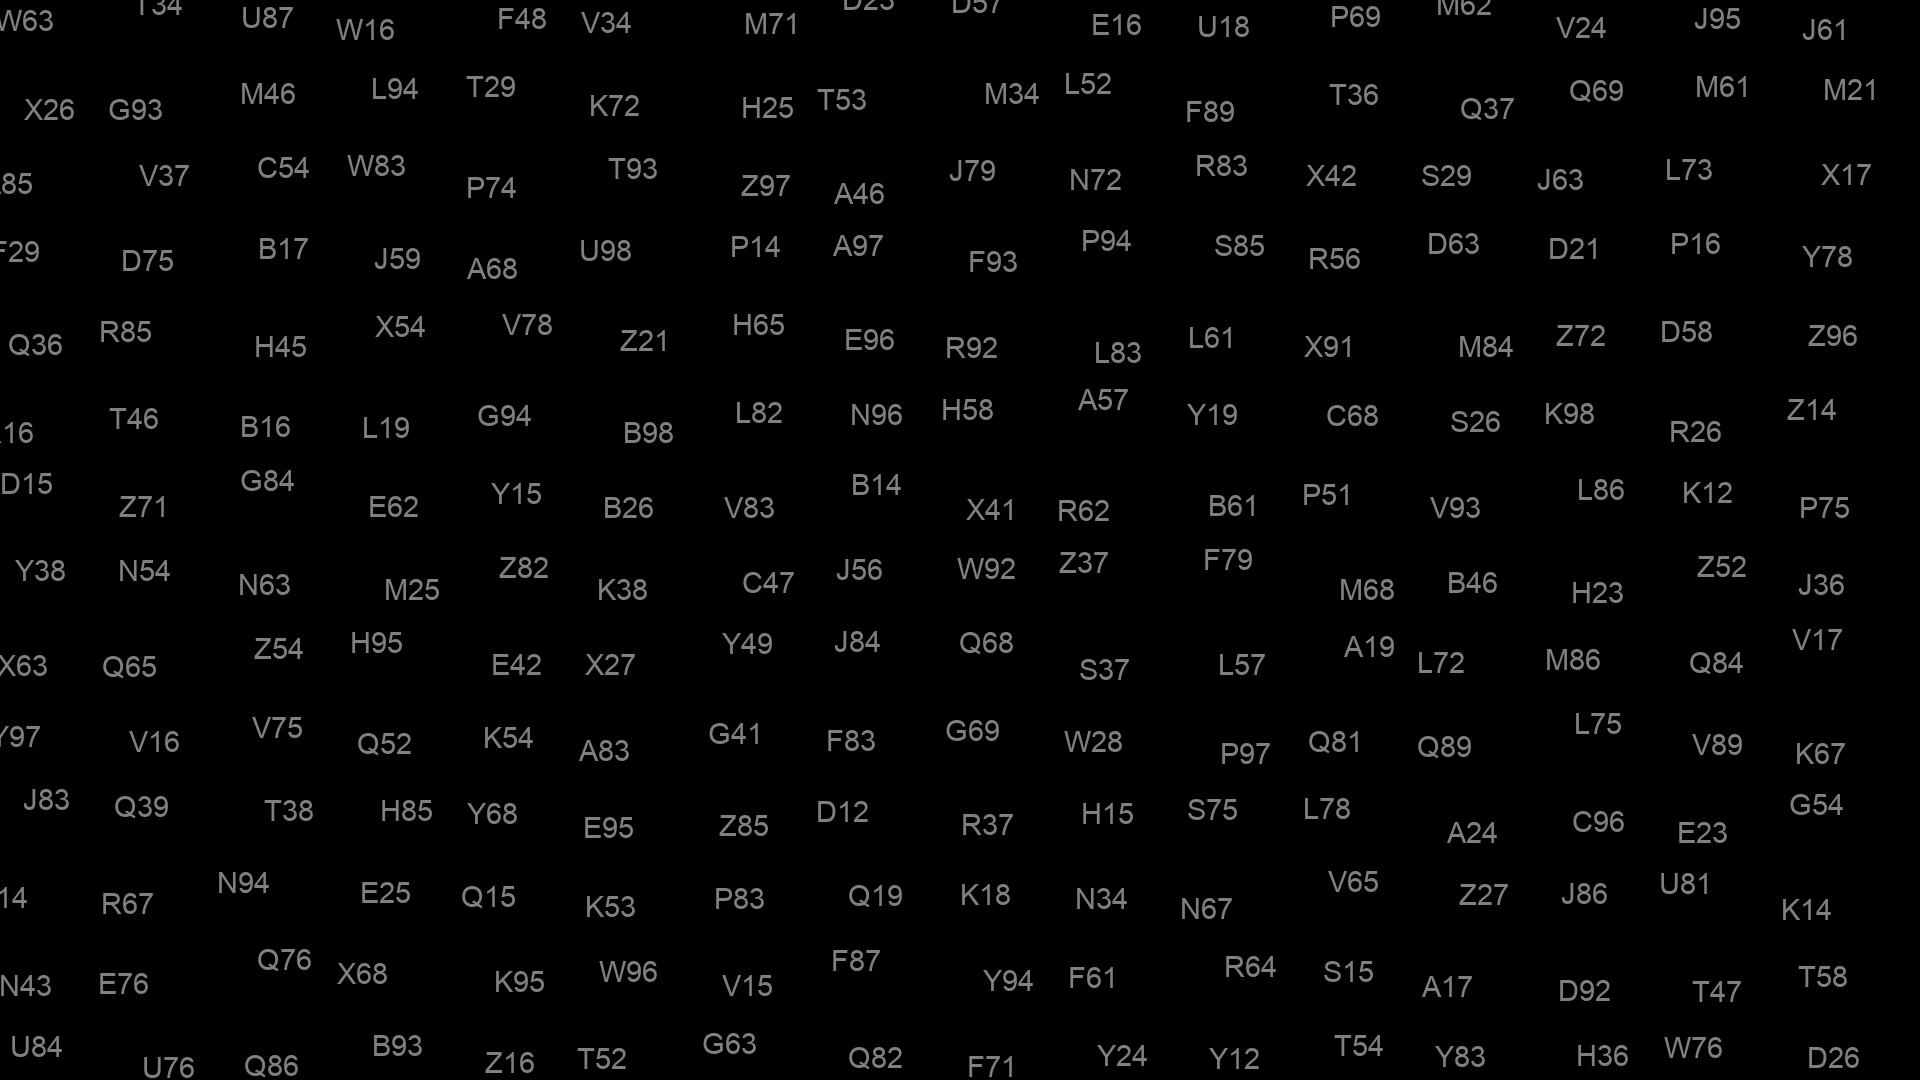 W63 T34 U87 W16 F48 V34 M71 D23 D57 E16 U18 P69 M62 V24 J95 J61
X26 G93 M46 L94 T29 K72 H25 T53 M34 L52 F89 T36 Q37 Q69 M61 M21
85 V37 C54 W83 P74 T93 Z97 A46 J79 N72 R83 X42 S29 J63 L73 X17
F29 D75 B17 J59 A68 U98 P14 A97 F93 P94 S85 R56 D63 D21 P16 Y78
Q36 R85 H45 X54 V78 Z21 H65 E96 R92 L83 L61 X91 M84 Z72 D58 Z96
16 T46 B16 L19 G94 B98 L82 N96 H58 A57 Y19 C68 S26 K98 R26 Z14
D15 Z71 G84 E62 Y15 B26 V83 B14 X41 R62 B61 P51 V93 L86 K12 P75
Y38 N54 N63 M25 Z82 K38 C47 J56 W92 Z37 F79 M68 B46 H23 Z52 J36
X63 Q65 Z54 H95 E42 X27 Y49 J84 Q68 S37 L57 A19 L72 M86 Q84 V17
Y97 V16 V75 Q52 K54 A83 G41 F83 G69 W28 P97 Q81 Q89 L75 V89 K67
J83 Q39 T38 H85 Y68 E95 Z85 D12 R37 H15 S75 L78 A24 C96 E23 G54
14 R67 N94 E25 Q15 K53 P83 Q19 K18 N34 N67 V65 Z27 J86 U81 K14
N43 E76 Q76 X68 K95 W96 V15 F87 Y94 F61 R64 S15 A17 D92 T47 T58
U84 U76 Q86 B93 Z16 T52 G63 Q82 F71 Y24 Y12 T54 Y83 H36 W76 D26